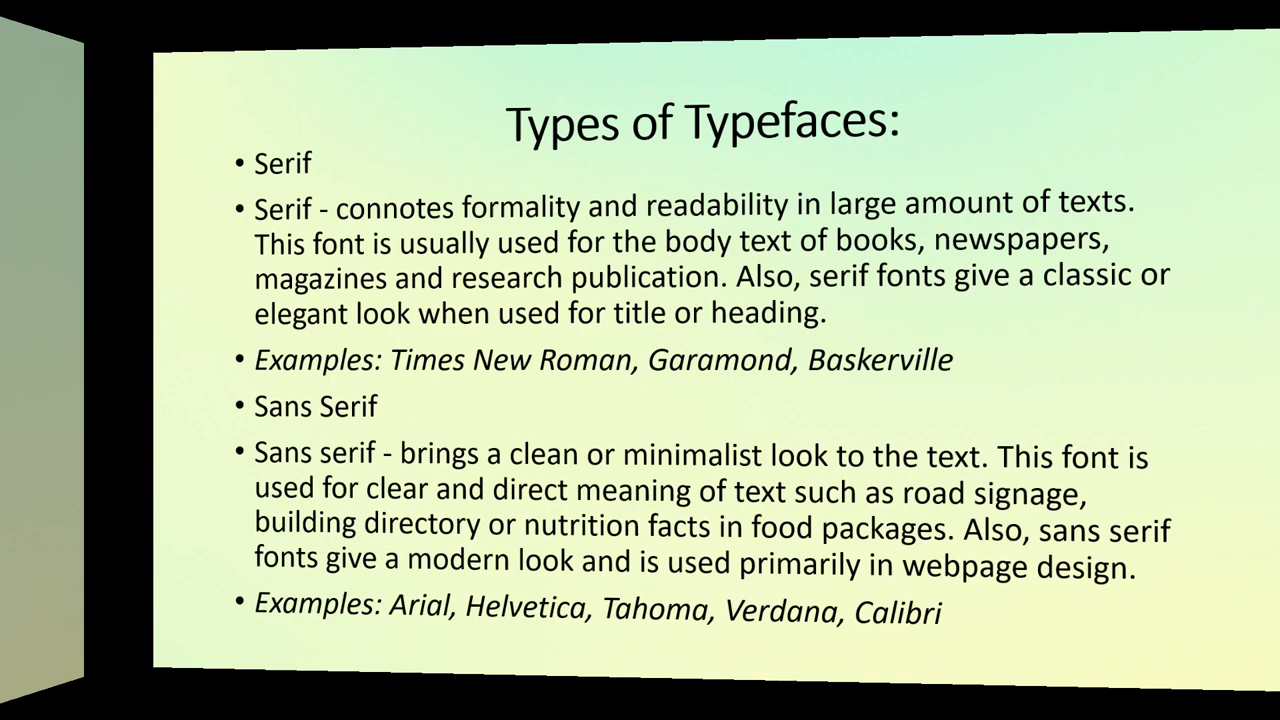 Types of Typefaces:
• Serif
• Serif - connotes formality and readability in large amount of texts.
This font is usually used for the body text of books, newspapers,
magazines and research publication. Also, serif fonts give a classic or
elegant look when used for title or heading.
• Examples: Times New Roman, Garamond, Baskerville
• Sans Serif
• Sans serif - brings a clean or minimalist look to the text. This font is
used for clear and direct meaning of text such as road signage,
building directory or nutrition facts in food packages. Also, sans serif
fonts give a modern look and is used primarily in webpage design.
• Examples: Arial, Helvetica, Tahoma, Verdana, Calibri